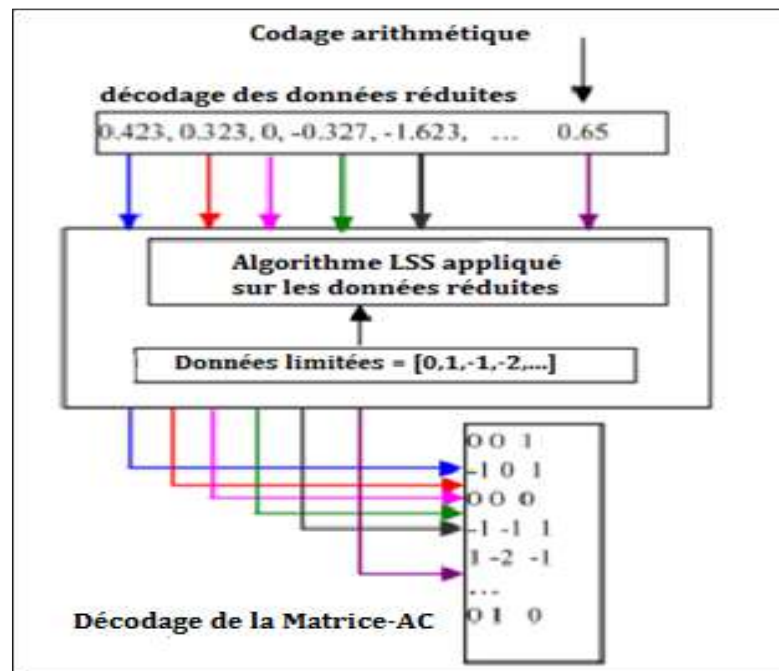 Codage arithmétique
décodage des données réduites
0.423, 0.323, 0, -0.327, -1.623, ... 0.65
Algorithme LSS appliqué
sur les données réduites
Données limitées = [0,1,-1,-2,...]
0 0 1
-1 0 1
0 0 0
-1 -1 1
1 -2 -1
...
0 1 0
Décodage de la Matrice-AC